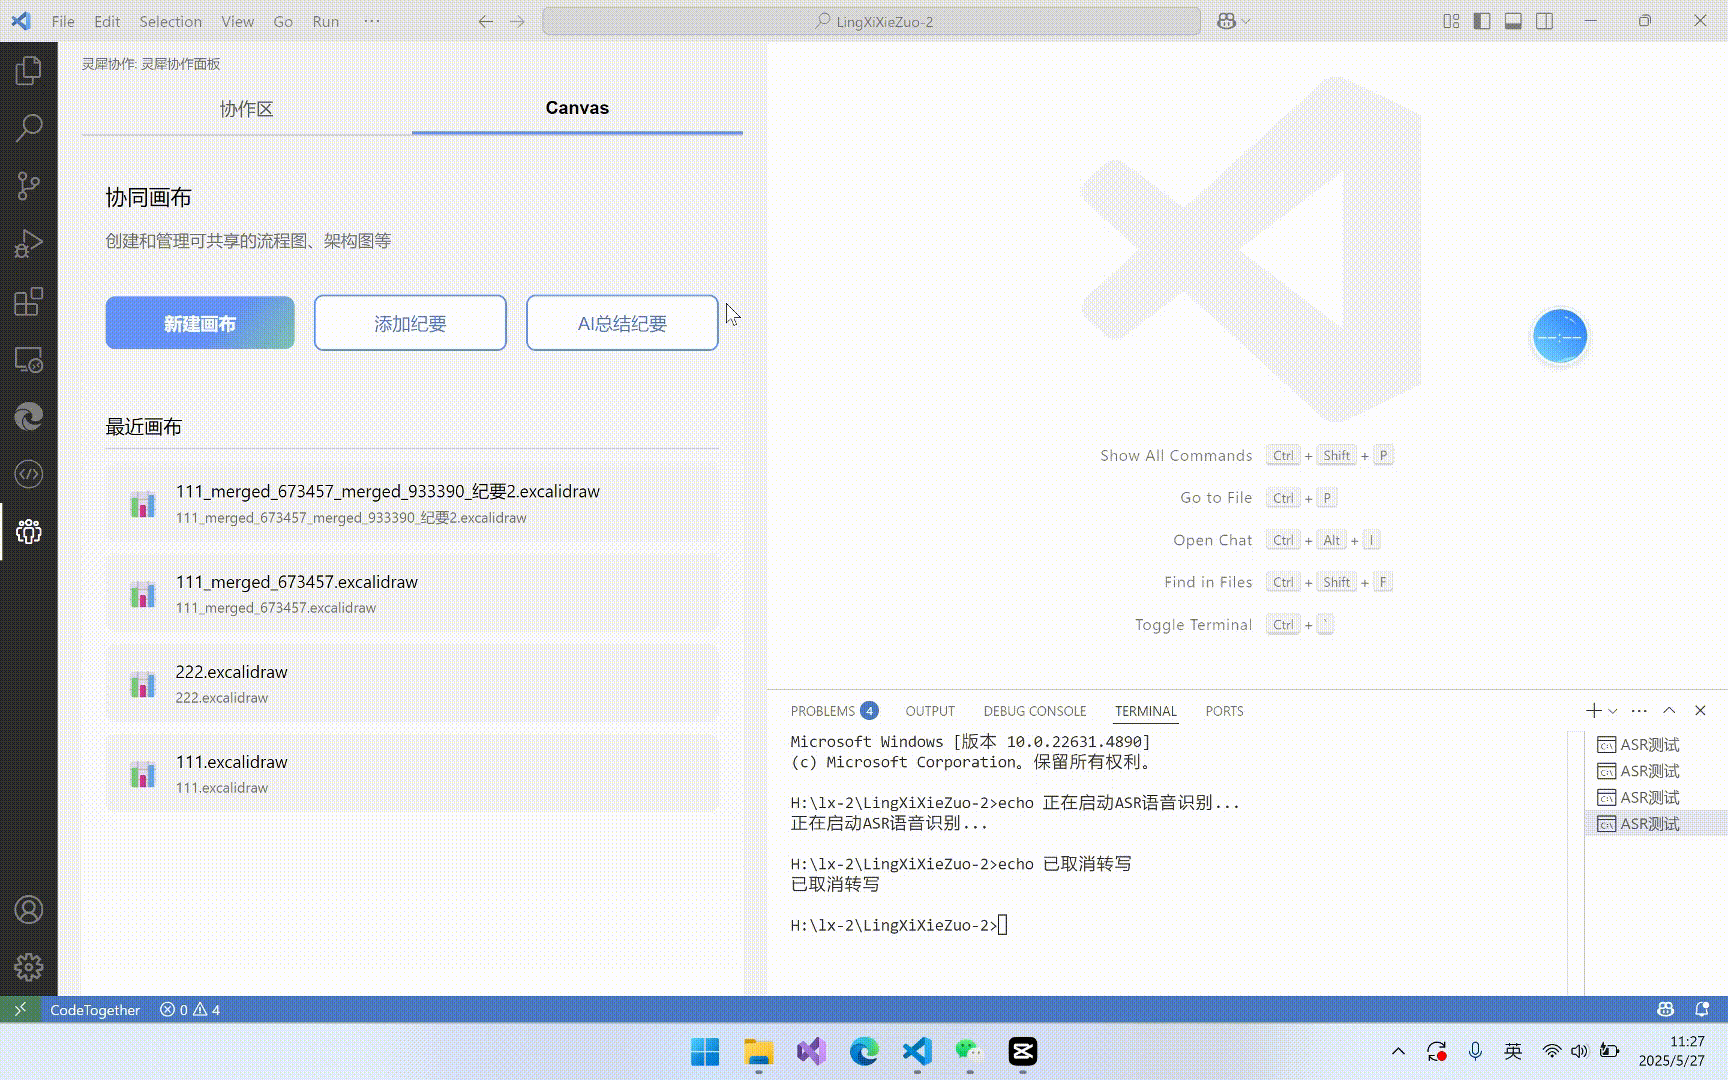 File Edit Selection View Go Run ···
LingXiXieZuo-2
灵犀协作: 灵犀协作面板
协作区
Canvas
协同画布
创建和管理可共享的流程图、架构图等
新建画布
添加纪要
AI总结纪要
最近画布
111_merged_673457_merged_933390_纪要2.excalidraw
111_merged_673457_merged_933390_纪要2.excalidraw
111_merged_673457.excalidraw
111_merged_673457.excalidraw
222.excalidraw
222.excalidraw
111.excalidraw
111.excalidraw
Show All Commands Ctrl + Shift + P
Go to File Ctrl + P
Open Chat Ctrl + Alt + I
Find in Files Ctrl + Shift + F
Toggle Terminal Ctrl + `
PROBLEMS 4 OUTPUT DEBUG CONSOLE TERMINAL PORTS
Microsoft Windows [版本 10.0.22631.4890]
(c) Microsoft Corporation。保留所有权利。
H:\lx-2\LingXiXieZuo-2>echo 正在启动ASR语音识别...
正在启动ASR语音识别...
H:\lx-2\LingXiXieZuo-2>echo 已取消转写
已取消转写
H:\lx-2\LingXiXieZuo-2>
ASR测试
ASR测试
ASR测试
ASR测试
CodeTogether 0 4
英
11:27
2025/5/27